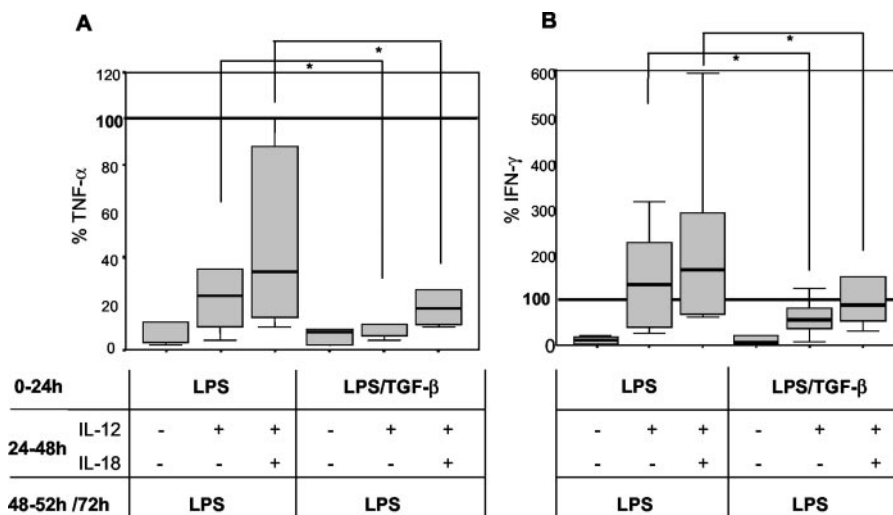 A B
* *
* *
120 600
100 500
80 400
60 300
40 200
20 100
0 0
% TNF-α % IFN-γ
0-24h LPS LPS/TGF-β LPS LPS/TGF-β
IL-12 - + + - + + - + + - + +
24-48h
IL-18 - - + - - + - - + - - +
48-52h /72h LPS LPS LPS LPS